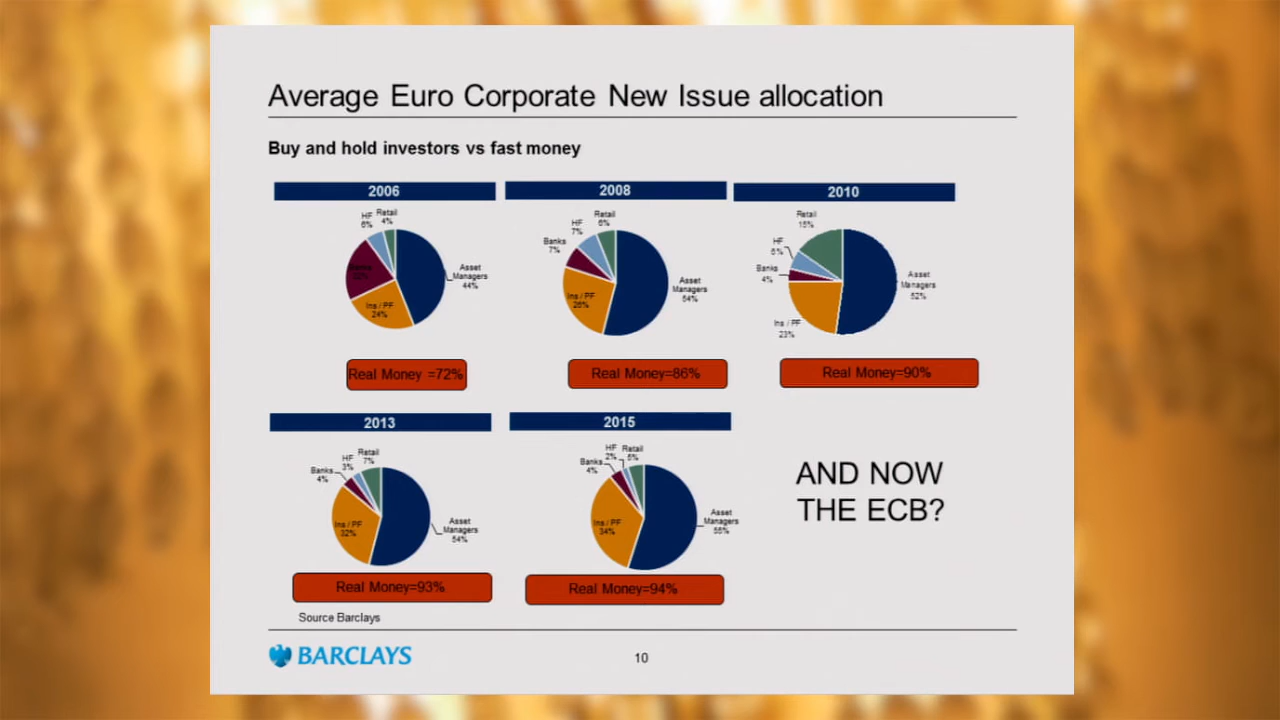 Average Euro Corporate New Issue allocation
Buy and hold investors vs fast money
2006
HF
6%
Retail
4%
Banks
22%
Asset
Managers
44%
Ins / PF
24%
Real Money =72%
2008
Retail
6%
HF
7%
Banks
7%
Asset
Managers
54%
Ins / PF
26%
Real Money=86%
2010
Retail
15%
HF
6%
Banks
4%
Asset
Managers
52%
Ins / PF
23%
Real Money=90%
2013
Retail
7%
HF
3%
Banks
4%
Asset
Managers
54%
Ins / PF
32%
Real Money=93%
2015
HF
2%
Retail
5%
Banks
4%
Asset
Managers
55%
Ins / PF
34%
Real Money=94%
AND NOW
THE ECB?
Source Barclays
BARCLAYS
10